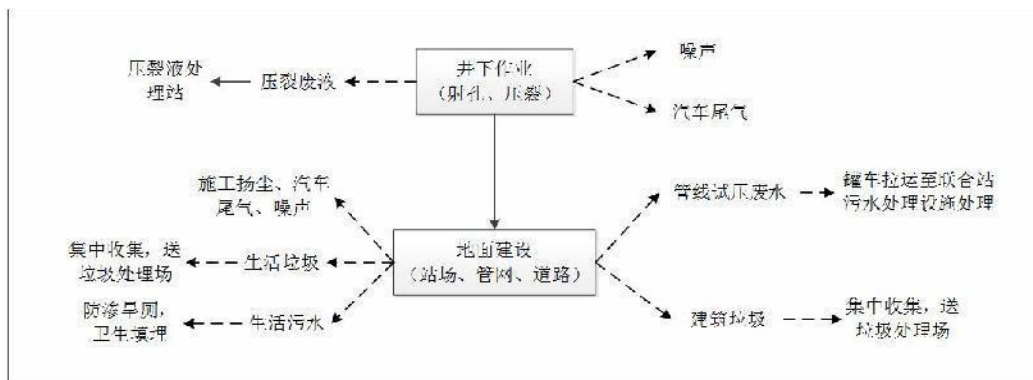 压裂液处
理站
压裂废液
井下作业
（射孔、压裂）
噪声
汽车尾气
施工扬尘、汽车
尾气、噪声
管线试压废水
罐车拉运至联合站
污水处理设施处理
集中收集，送
垃圾处理场
生活垃圾
地面建设
（站场、管网、道路）
防渗旱厕，
卫生填埋
生活污水
建筑垃圾
集中收集，送
垃圾处理场